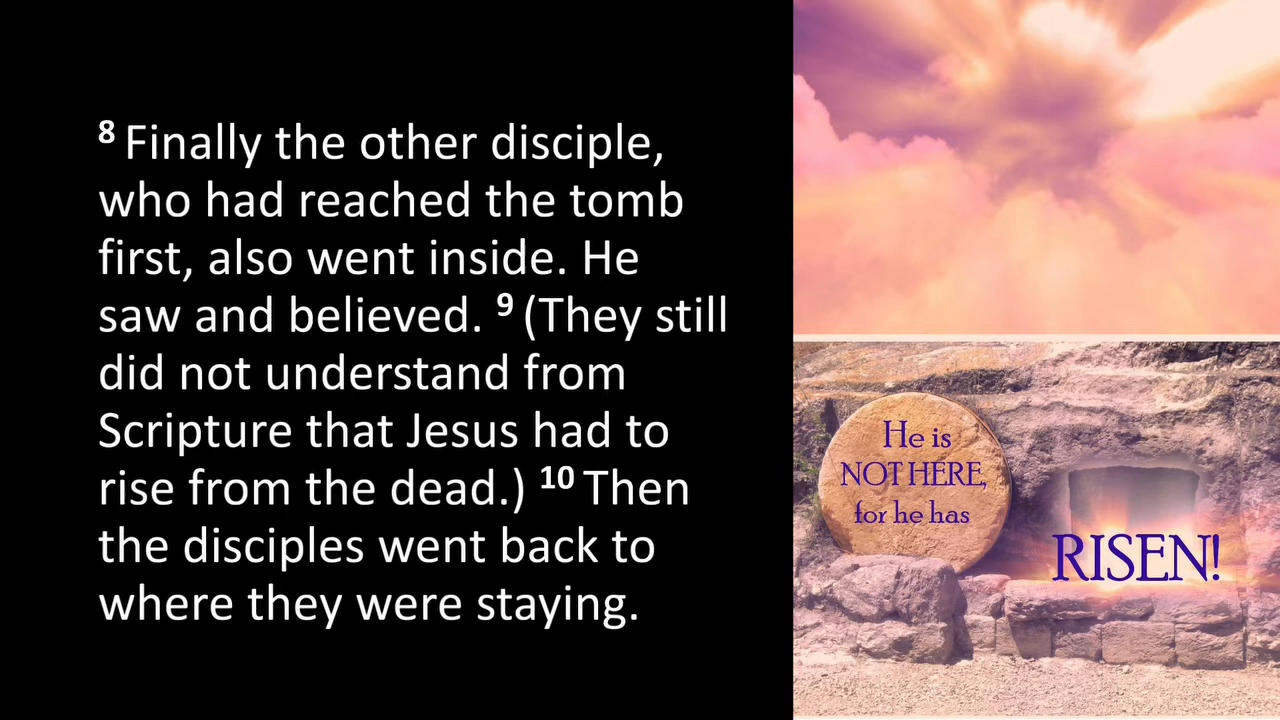 8 Finally the other disciple,
who had reached the tomb
first, also went inside. He
saw and believed. 9 (They still
did not understand from
Scripture that Jesus had to
rise from the dead.) 10 Then
the disciples went back to
where they were staying.
He is
NOT HERE,
for he has
RISEN!